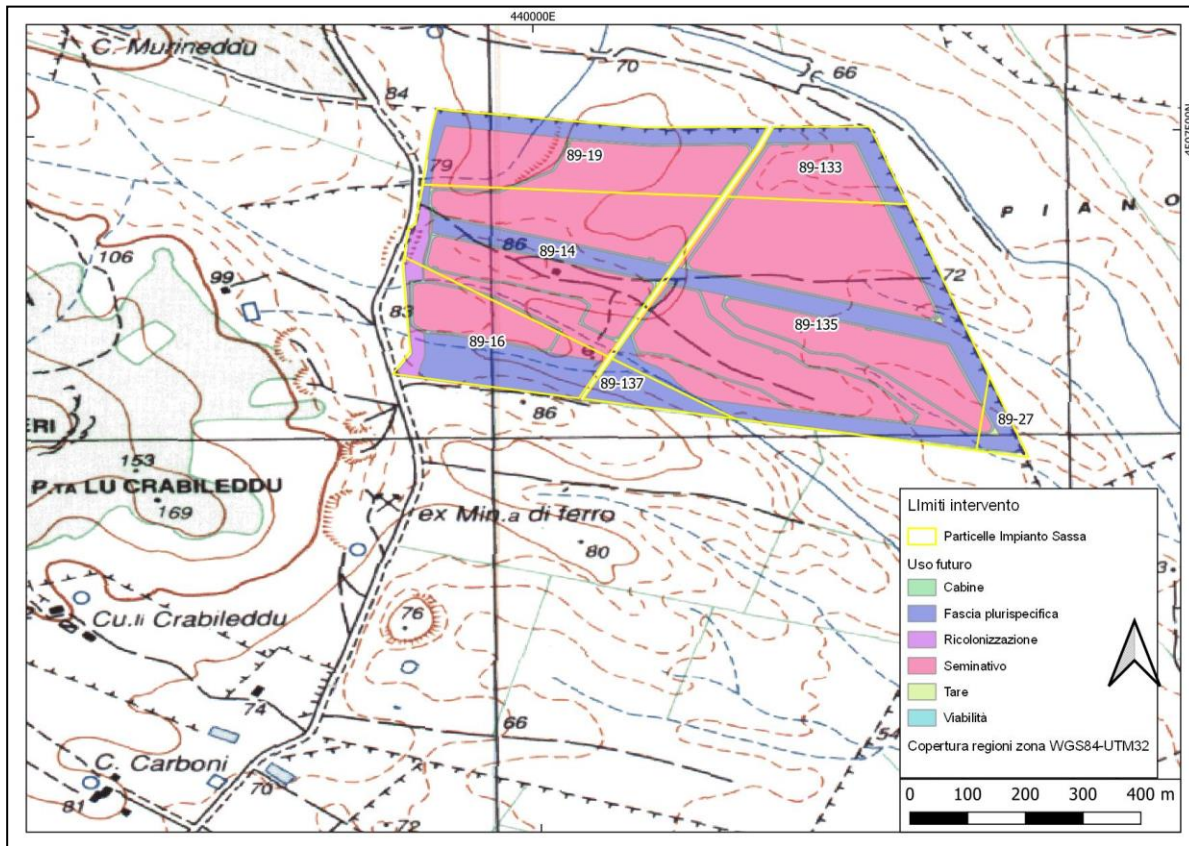 440000E
C. Murineddu
84
70
66
4507500N
89-19
89-133
79
P I A N O
106
99
86
89-14
72
83
89-135
89-16
89-137
86
89-27
ERI
153
P.TA LU CRABILEDDU
169
ex Min.a di ferro
80
76
Cu.li Crabileddu
74
66
54
C. Carboni
70
81
72
LImiti intervento
Particelle Impianto Sassa
Uso futuro
Cabine
Fascia plurispecifica
Ricolonizzazione
Seminativo
Tare
Viabilità
Copertura regioni zona WGS84-UTM32
0 100 200 300 400 m